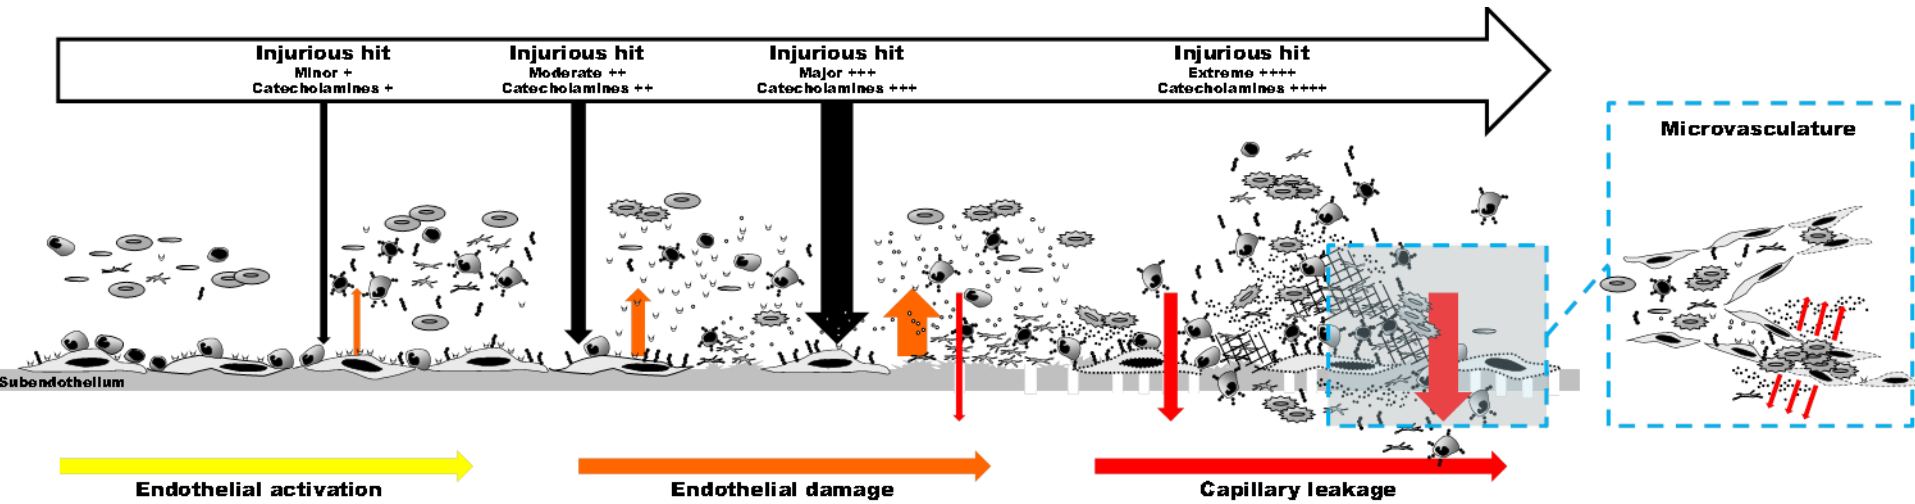 Injurious hit
Minor +
Catecholamines +
Injurious hit
Moderate ++
Catecholamines ++
Injurious hit
Major +++
Catecholamines +++
Injurious hit
Extreme ++++
Catecholamines ++++
Microvasculature
Subendothelium
Endothelial activation
Endothelial damage
Capillary leakage